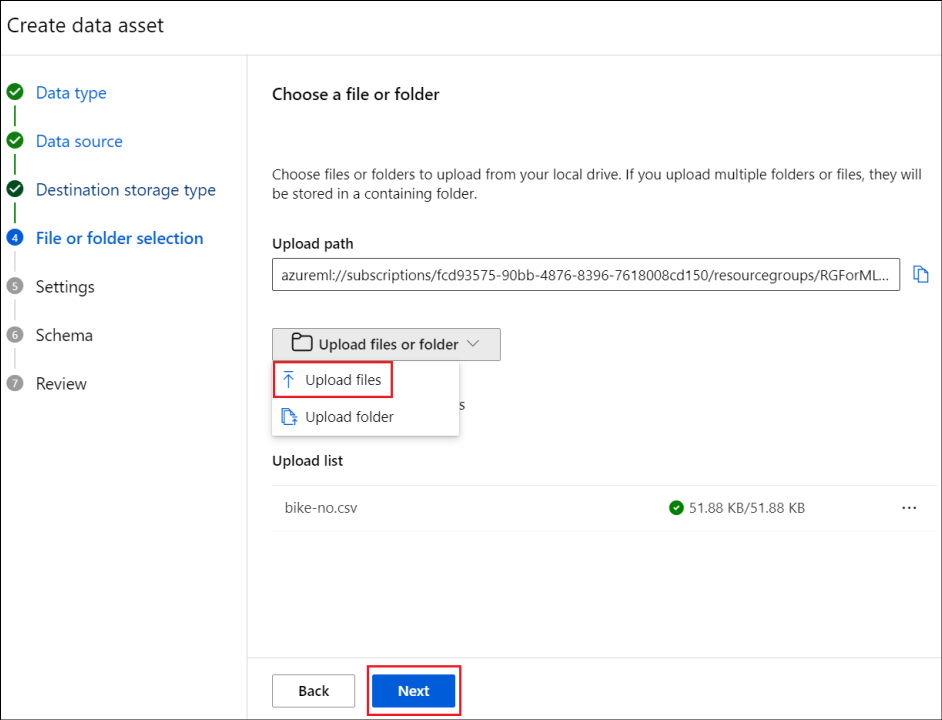 Create data asset
Data type
Data source
Destination storage type
4 File or folder selection
5 Settings
6 Schema
7 Review
Choose a file or folder
Choose files or folders to upload from your local drive. If you upload multiple folders or files, they will
be stored in a containing folder.
Upload path
azureml://subscriptions/fcd93575-90bb-4876-8396-7618008cd150/resourcegroups/RGForML...
Upload files or folder
Upload files
s
Upload folder
Upload list
bike-no.csv 51.88 KB/51.88 KB ...
Back Next